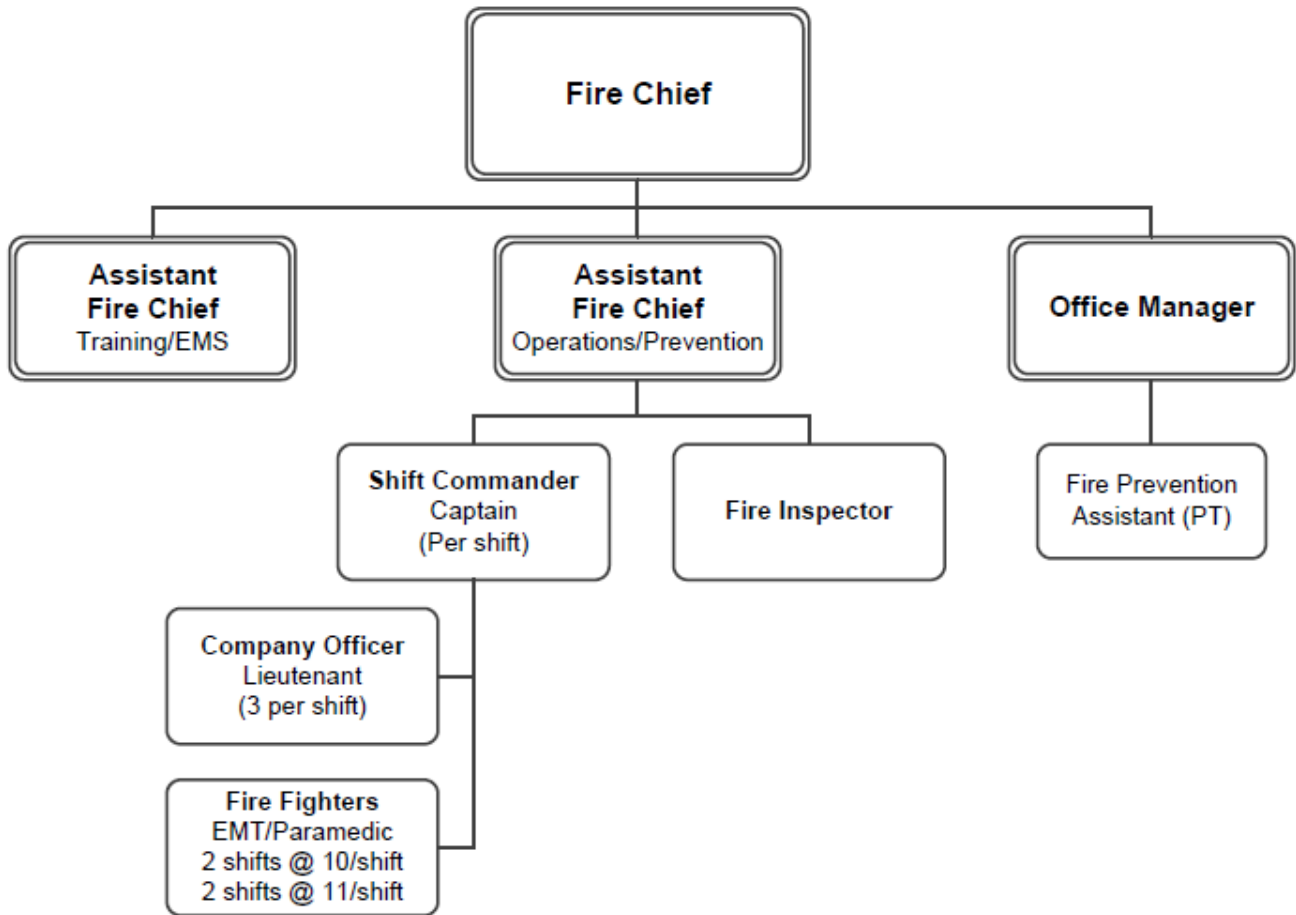 Fire Chief
Assistant
Fire Chief
Training/EMS
Assistant
Fire Chief
Operations/Prevention
Office Manager
Shift Commander
Captain
(Per shift)
Fire Inspector
Fire Prevention
Assistant (PT)
Company Officer
Lieutenant
(3 per shift)
Fire Fighters
EMT/Paramedic
2 shifts @ 10/shift
2 shifts @ 11/shift